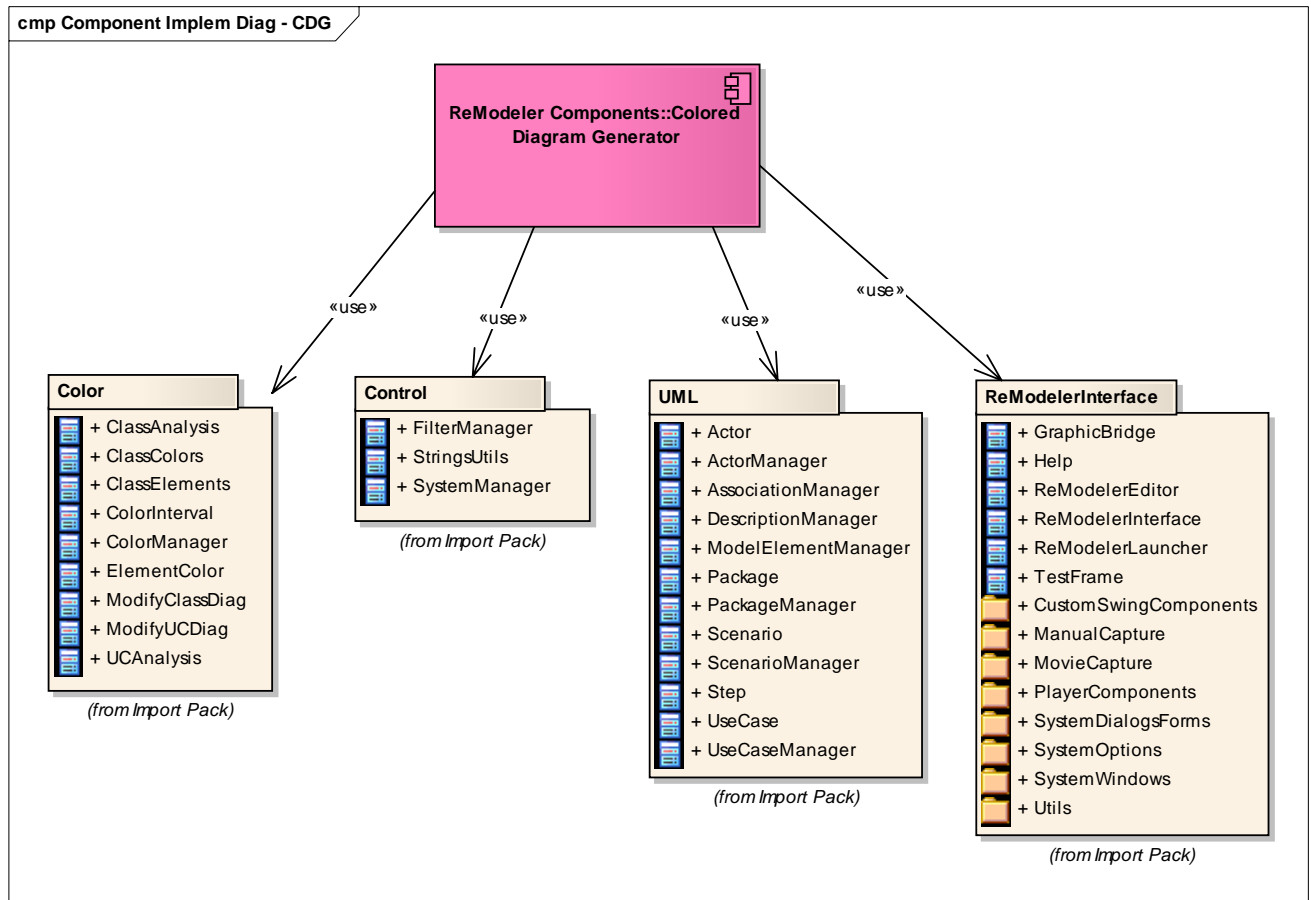 cmp Component Implem Diag - CDG
ReModeler Components::Colored
Diagram Generator
«use»
«use»
«use»
«use»
Color
+ ClassAnalysis
+ ClassColors
+ ClassElements
+ ColorInterval
+ ColorManager
+ ElementColor
+ ModifyClassDiag
+ ModifyUCDiag
+ UCAnalysis
(from Import Pack)
Control
+ FilterManager
+ StringsUtils
+ SystemManager
(from Import Pack)
UML
+ Actor
+ ActorManager
+ AssociationManager
+ DescriptionManager
+ ModelElementManager
+ Package
+ PackageManager
+ Scenario
+ ScenarioManager
+ Step
+ UseCase
+ UseCaseManager
(from Import Pack)
ReModelerInterface
+ GraphicBridge
+ Help
+ ReModelerEditor
+ ReModelerInterface
+ ReModelerLauncher
+ TestFrame
+ CustomSwingComponents
+ ManualCapture
+ MovieCapture
+ PlayerComponents
+ SystemDialogsForms
+ SystemOptions
+ SystemWindows
+ Utils
(from Import Pack)